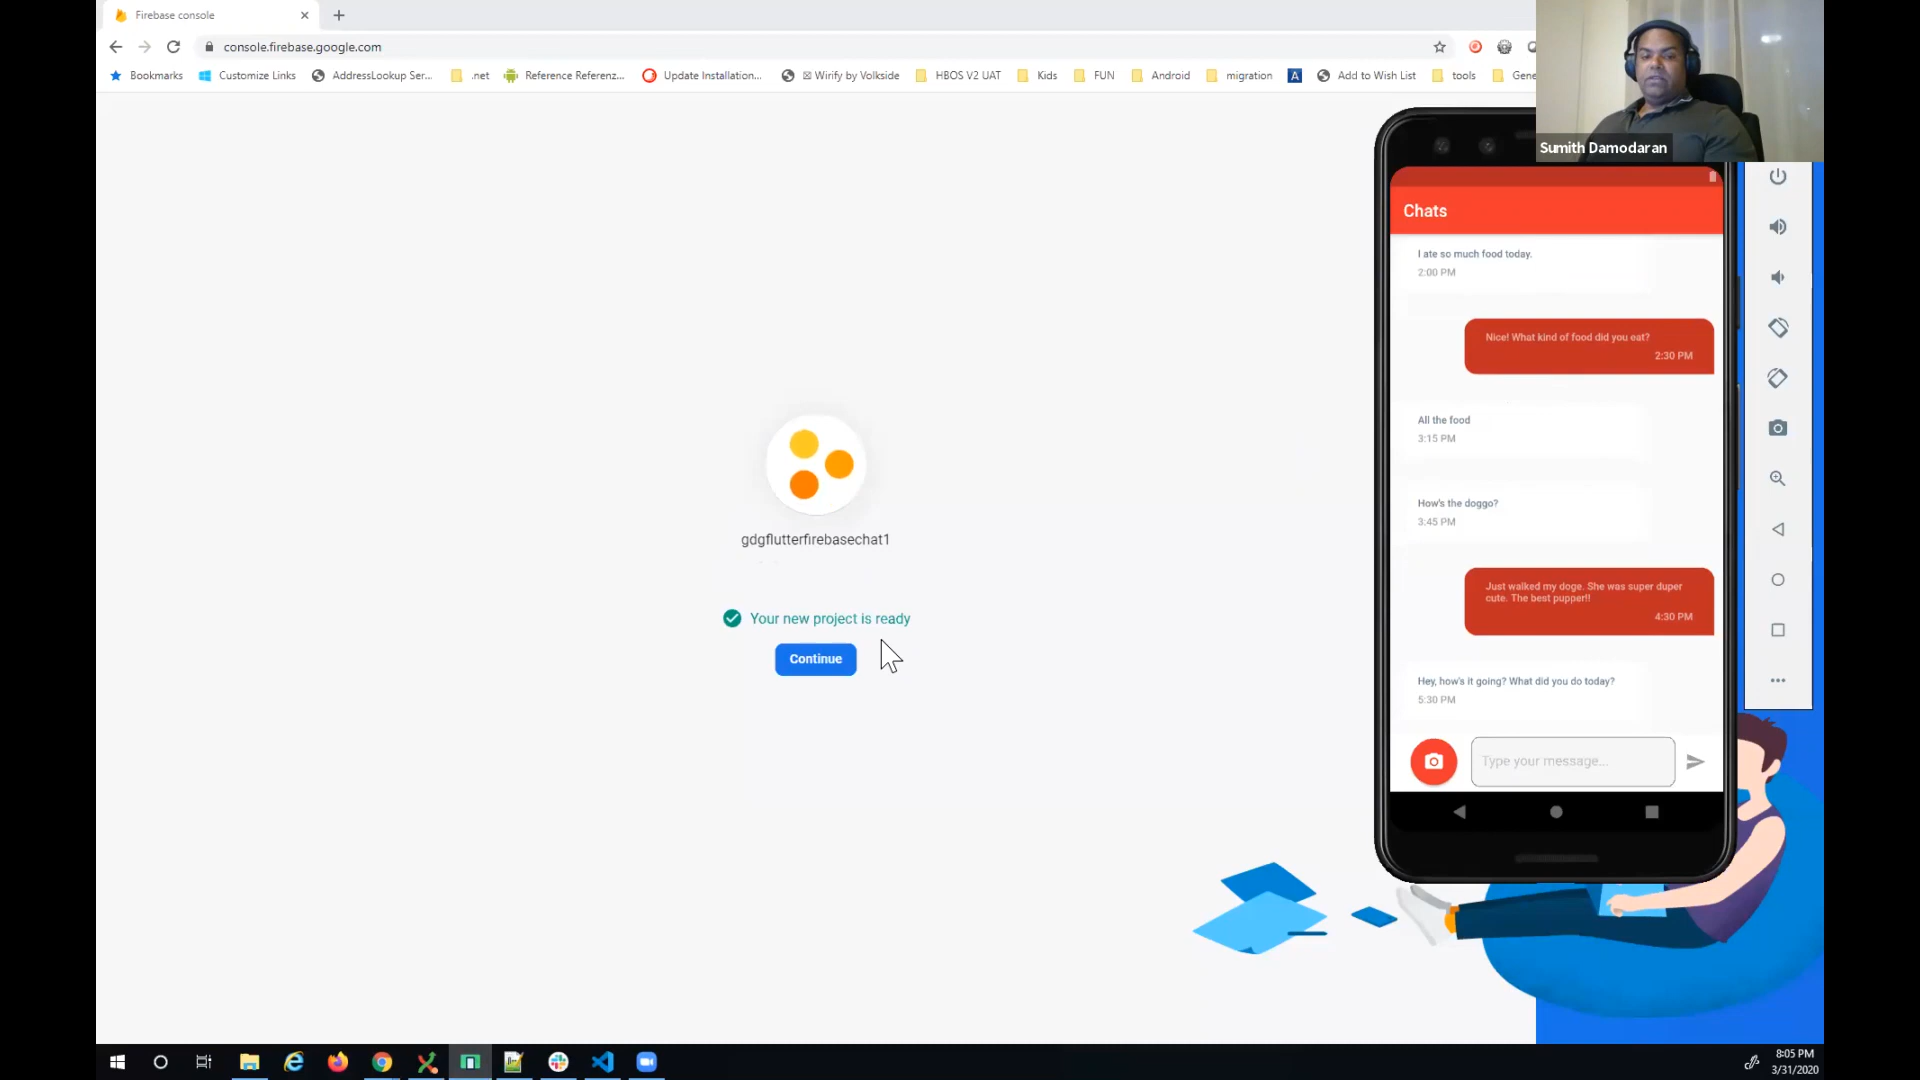 Firebase console
console.firebase.google.com
Bookmarks
Customize Links
AddressLookup Ser...
.net
Reference Referenz...
Update Installation...
Wirify by Volkside
HBOS V2 UAT
Kids
FUN
Android
migration
A
Add to Wish List
tools
Gene
Sumith Damodaran
gdgflutterfirebasechat1
Your new project is ready
Continue
Chats
I ate so much food today.
2:00 PM
Nice! What kind of food did you eat?
2:30 PM
All the food
3:15 PM
How's the doggo?
3:45 PM
Just walked my doge. She was super duper
cute. The best pupper!!
4:30 PM
Hey, how's it going? What did you do today?
5:30 PM
Type your message...
8:05 PM
3/31/2020